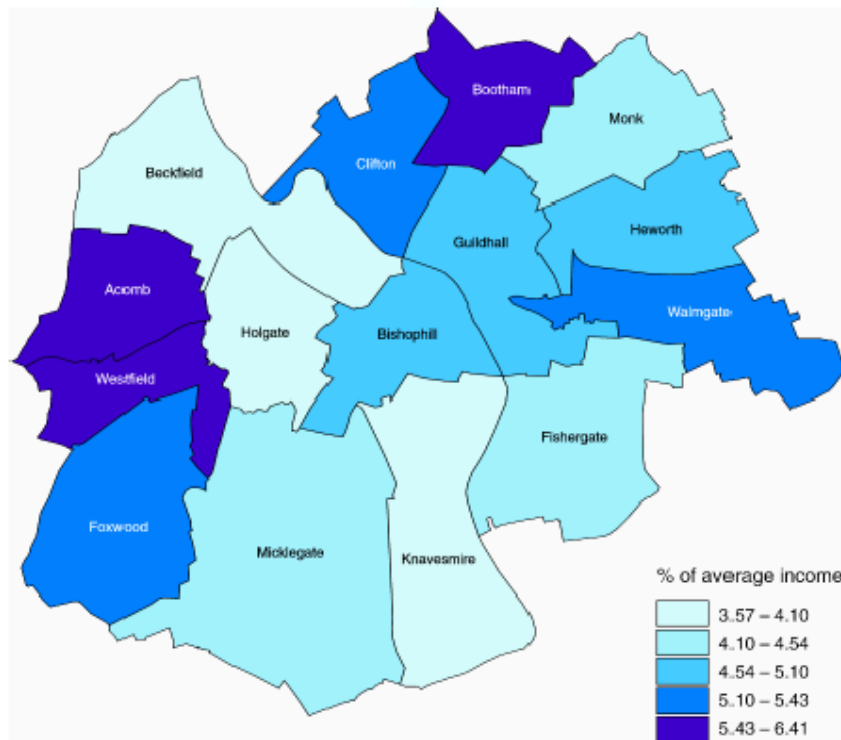 Bootham
Monk
Clifton
Beckfield
Guildhall
Heworth
Acomb
Walmgate
Holgate
Bishophill
Westfield
Fishergate
Foxwood
Micklegate
Knavesmire
% of average income
3.57 – 4.10
4.10 – 4.54
4.54 – 5.10
5.10 – 5.43
5.43 – 6.41